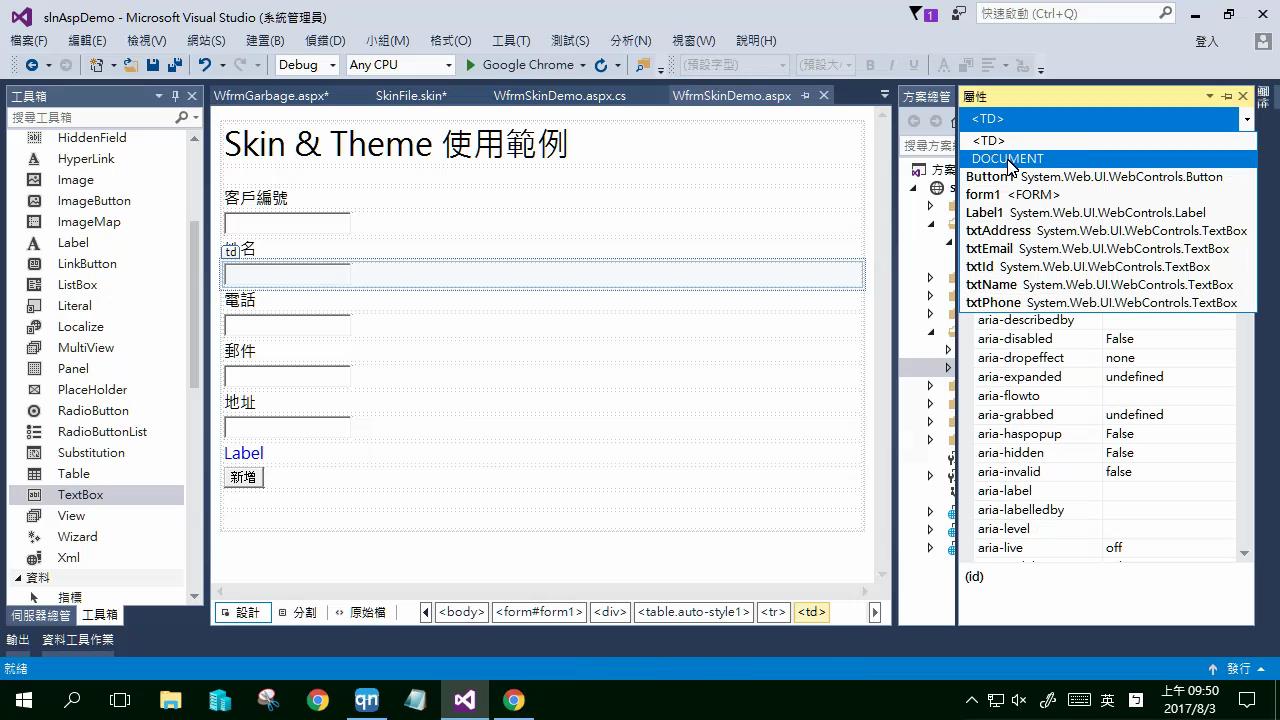 slnAspDemo - Microsoft Visual Studio (系統管理員)
1
快速啟動 (Ctrl+Q)
檔案(F) 編輯(E) 檢視(V) 網站(S) 建置(B) 偵錯(D) 小組(M) 格式(O) 工具(T) 測試(S) 分析(N) 視窗(W) 說明(H)
登入
Debug Any CPU Google Chrome (預設字型) (預設大 B I U A
工具箱
搜尋工具箱
HiddenField
HyperLink
Image
ImageButton
ImageMap
Label
LinkButton
ListBox
Literal
Localize
MultiView
Panel
PlaceHolder
RadioButton
RadioButtonList
Substitution
Table
TextBox
View
Wizard
Xml
資料
指標
伺服器總管 工具箱
輸出 資料工具作業
WfrmGarbage.aspx* SkinFile.skin* WfrmSkinDemo.aspx.cs WfrmSkinDemo.aspx
Skin & Theme 使用範例
客戶編號
td 名
電話
郵件
地址
Label
新增
設計 分割 原始檔 <body> <form#form1> <div> <table.auto-style1> <tr> <td>
方案總管
搜尋方案
方案
屬性
<TD>
<TD>
DOCUMENT
Button1 System.Web.UI.WebControls.Button
form1 <FORM>
Label1 System.Web.UI.WebControls.Label
txtAddress System.Web.UI.WebControls.TextBox
txtEmail System.Web.UI.WebControls.TextBox
txtId System.Web.UI.WebControls.TextBox
txtName System.Web.UI.WebControls.TextBox
txtPhone System.Web.UI.WebControls.TextBox
aria-describedby
aria-disabled False
aria-dropeffect none
aria-expanded undefined
aria-flowto
aria-grabbed undefined
aria-haspopup False
aria-hidden False
aria-invalid false
aria-label
aria-labelledby
aria-level
aria-live off
(id)
就緒
發行
qn
英
上午 09:50
2017/8/3